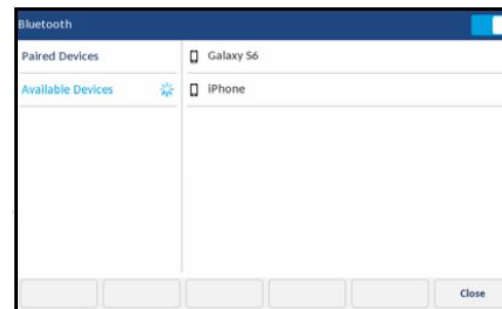 Bluetooth
Paired Devices
Galaxy S6
Available Devices
iPhone
Close